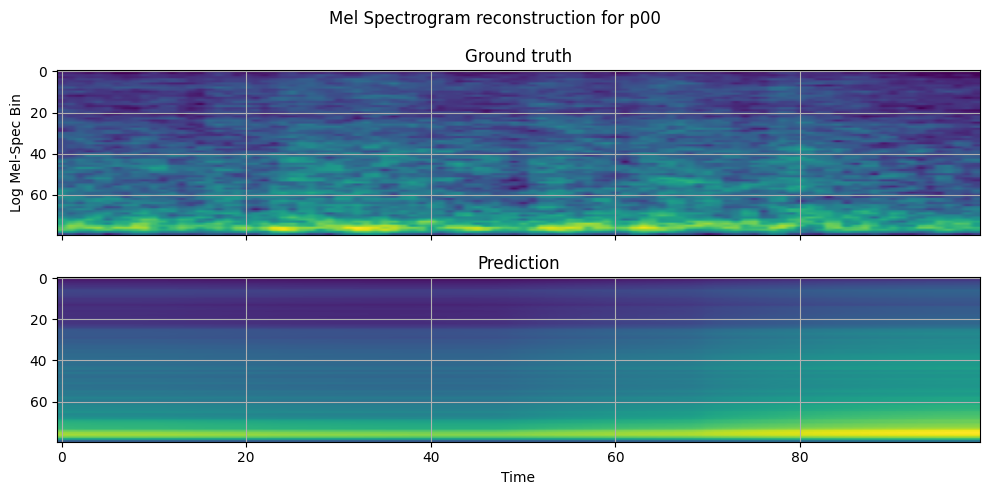 Mel Spectrogram reconstruction for p00
Ground truth
0
20
40
60
Log Mel-Spec Bin
Prediction
0
20
40
60
0 20 40 60 80
Time